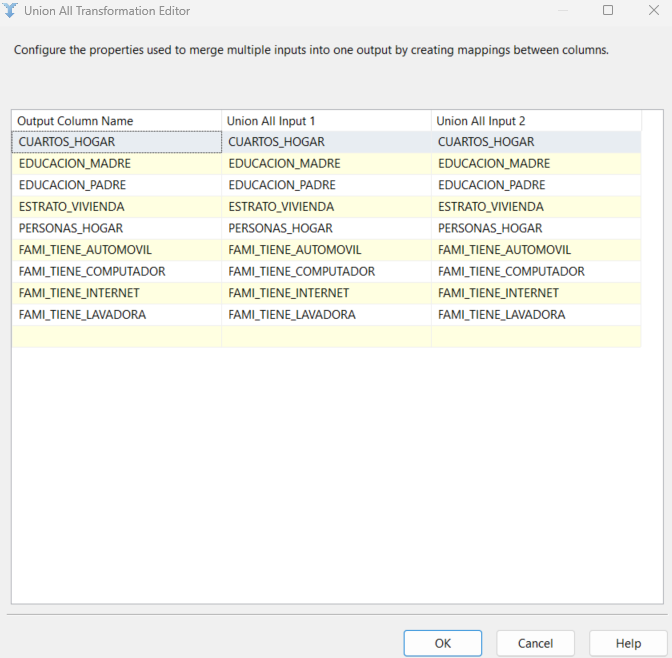 Union All Transformation Editor
Configure the properties used to merge multiple inputs into one output by creating mappings between columns.
Output Column Name Union All Input 1 Union All Input 2
CUARTOS_HOGAR CUARTOS_HOGAR CUARTOS_HOGAR
EDUCACION_MADRE EDUCACION_MADRE EDUCACION_MADRE
EDUCACION_PADRE EDUCACION_PADRE EDUCACION_PADRE
ESTRATO_VIVIENDA ESTRATO_VIVIENDA ESTRATO_VIVIENDA
PERSONAS_HOGAR PERSONAS_HOGAR PERSONAS_HOGAR
FAMI_TIENE_AUTOMOVIL FAMI_TIENE_AUTOMOVIL FAMI_TIENE_AUTOMOVIL
FAMI_TIENE_COMPUTADOR FAMI_TIENE_COMPUTADOR FAMI_TIENE_COMPUTADOR
FAMI_TIENE_INTERNET FAMI_TIENE_INTERNET FAMI_TIENE_INTERNET
FAMI_TIENE_LAVADORA FAMI_TIENE_LAVADORA FAMI_TIENE_LAVADORA
OK Cancel Help